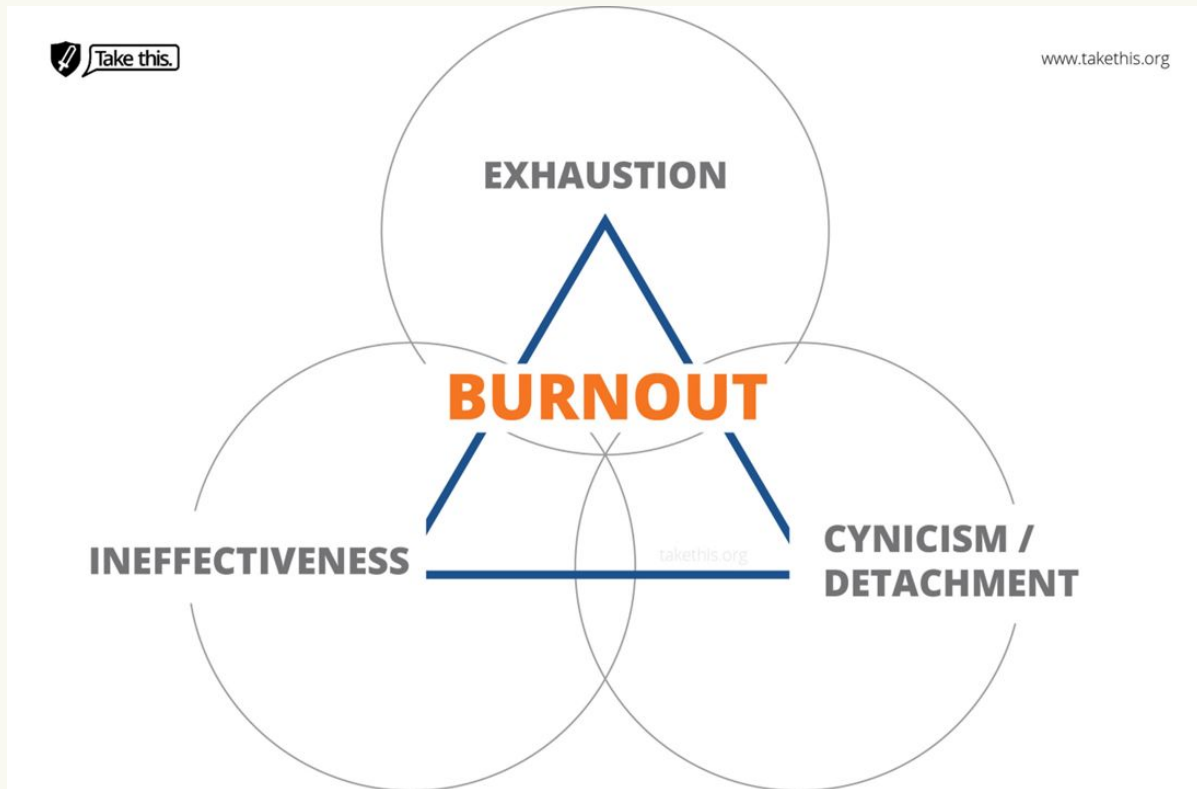 Take this.
www.takethis.org
EXHAUSTION
BURNOUT
INEFFECTIVENESS
takethis.org
CYNICISM /
DETACHMENT